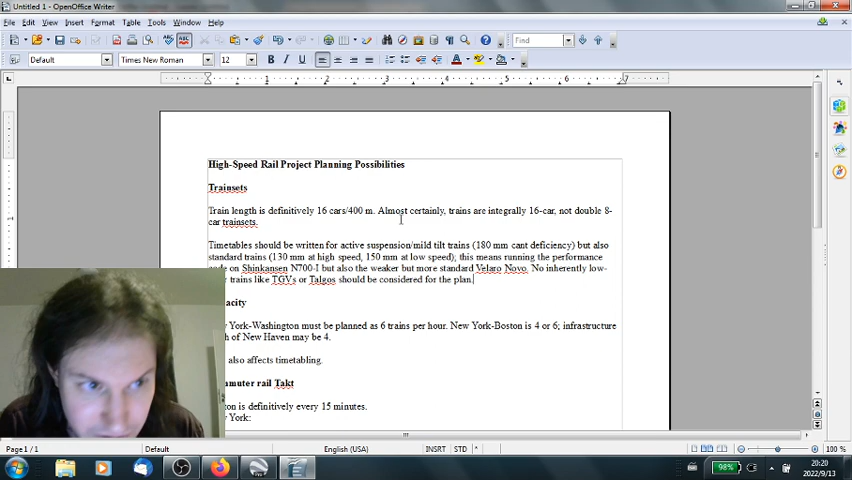 Untitled 1 - OpenOffice Writer
File Edit View Insert Format Table Tools Window Help
Find
Default Times New Roman 12
1 2 3 4 5 6 7
High-Speed Rail Project Planning Possibilities
Trainsets
Train length is definitively 16 cars/400 m. Almost certainly, trains are integrally 16-car, not double 8-
car trainsets.
Timetables should be written for active suspension/mild tilt trains (180 mm cant deficiency) but also
standard trains (130 mm at high speed, 150 mm at low speed); this means running the performance
on Shinkansen N700-I but also the weaker but more standard Velaro Novo. No inherently low-
trains like TGVs or Talgos should be considered for the plan.
York-Washington must be planned as 6 trains per hour. New York-Boston is 4 or 6; infrastructure
of New Haven may be 4.
also affects timetabling.
rail Takt
is definitively every 15 minutes.
York:
Page 1 / 1 Default English (USA) INSRT STD * 100 %
98% 20:20
2022/9/13